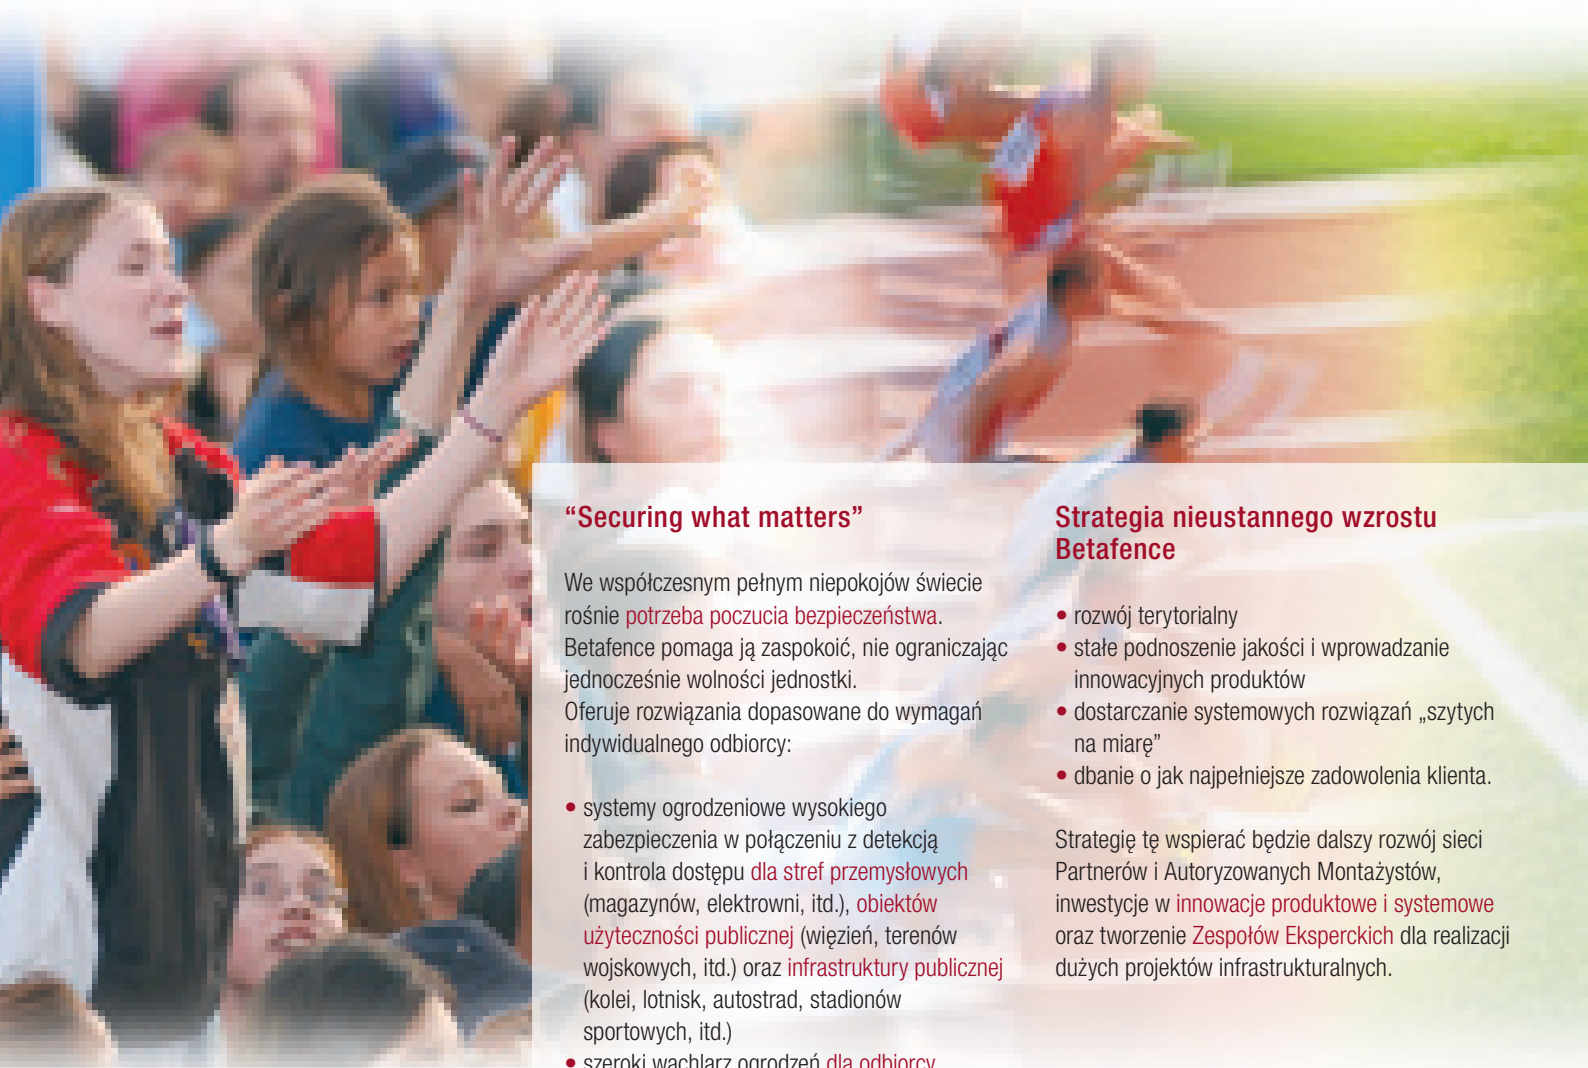 “Securing what matters”
We współczesnym pełnym niepokojów świecie
rośnie potrzeba poczucia bezpieczeństwa.
Betafence pomaga ją zaspokoić, nie ograniczając
jednocześnie wolności jednostki.
Oferuje rozwiązania dopasowane do wymagań
indywidualnego odbiorcy:
• systemy ogrodzeniowe wysokiego
zabezpieczenia w połączeniu z detekcją
i kontrola dostępu dla stref przemysłowych
(magazynów, elektrowni, itd.), obiektów
użyteczności publicznej (więzień, terenów
wojskowych, itd.) oraz infrastruktury publicznej
(kolei, lotnisk, autostrad, stadionów
sportowych, itd.)
• szeroki wachlarz ogrodzeń dla odbiorcy
Strategia nieustannego wzrostu
Betafence
• rozwój terytorialny
• stałe podnoszenie jakości i wprowadzanie
innowacyjnych produktów
• dostarczanie systemowych rozwiązań „szytych
na miarę”
• dbanie o jak najpełniejsze zadowolenia klienta.
Strategię tę wspierać będzie dalszy rozwój sieci
Partnerów i Autoryzowanych Montażystów,
inwestycje w innowacje produktowe i systemowe
oraz tworzenie Zespołów Eksperckich dla realizacji
dużych projektów infrastrukturalnych.